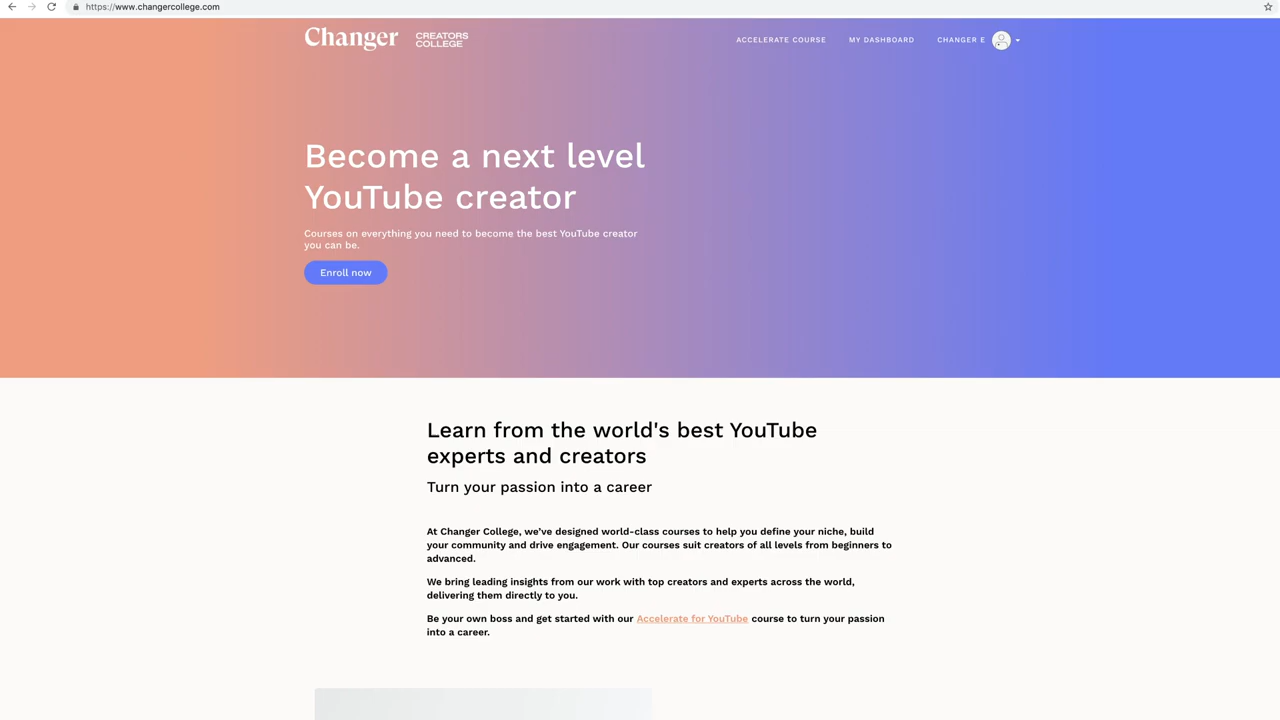 https://www.changercollege.com
Changer CREATORS COLLEGE
ACCELERATE COURSE MY DASHBOARD CHANGER E
Become a next level
YouTube creator
Courses on everything you need to become the best YouTube creator
you can be.
Enroll now
Learn from the world's best YouTube
experts and creators
Turn your passion into a career
At Changer College, we’ve designed world-class courses to help you define your niche, build
your community and drive engagement. Our courses suit creators of all levels from beginners to
advanced.
We bring leading insights from our work with top creators and experts across the world,
delivering them directly to you.
Be your own boss and get started with our Accelerate for YouTube course to turn your passion
into a career.